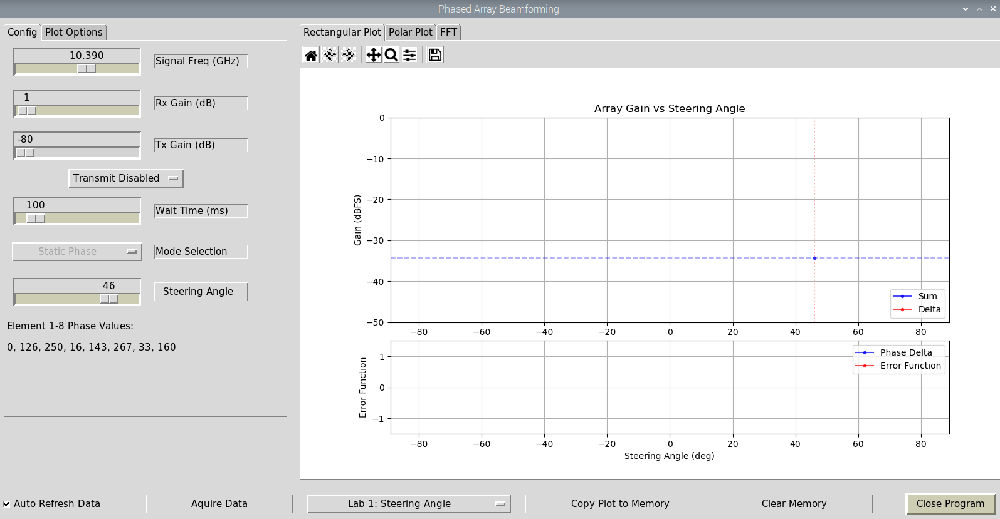 Phased Array Beamforming
Config
Plot Options
10.390
Signal Freq (GHz)
1
Rx Gain (dB)
-80
Tx Gain (dB)
Transmit Disabled
100
Wait Time (ms)
Static Phase
Mode Selection
46
Steering Angle
Element 1-8 Phase Values:
0, 126, 250, 16, 143, 267, 33, 160
Rectangular Plot
Polar Plot
FFT
Array Gain vs Steering Angle
Gain (dBFS)
0
−10
−20
−30
−40
−50
Sum
Delta
−80 −60 −40 −20 0 20 40 60 80
Error Function
1
0
−1
Phase Delta
Error Function
−80 −60 −40 −20 0 20 40 60 80
Steering Angle (deg)
Auto Refresh Data
Aquire Data
Lab 1: Steering Angle
Copy Plot to Memory
Clear Memory
Close Program